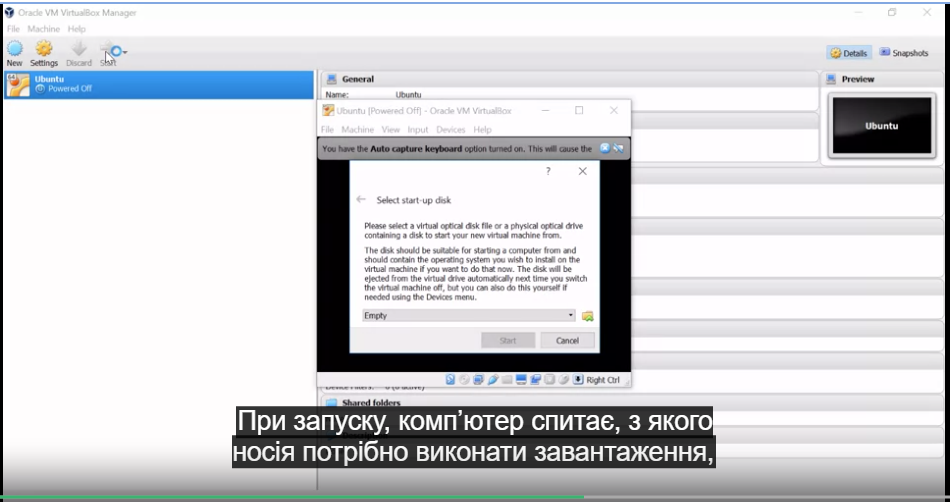 Oracle VM VirtualBox Manager
File Machine Help
New Settings Discard Start
Details Snapshots
Ubuntu
Powered Off
General
Name: Ubuntu
Preview
Ubuntu
Ubuntu [Powered Off] - Oracle VM VirtualBox
File Machine View Input Devices Help
You have the Auto capture keyboard option turned on. This will cause the
?
Select start-up disk
Please select a virtual optical disk file or a physical optical drive
containing a disk to start your new virtual machine from.
The disk should be suitable for starting a computer from and
should contain the operating system you wish to install on the
virtual machine if you want to do that now. The disk will be
ejected from the virtual drive automatically next time you switch
the virtual machine off, but you can also do this yourself if
needed using the Devices menu.
Empty
Start Cancel
Right Ctrl
Device Filters: 0 (0 active)
Shared folders
При запуску, комп’ютер спитає, з якого
носія потрібно виконати завантаження,